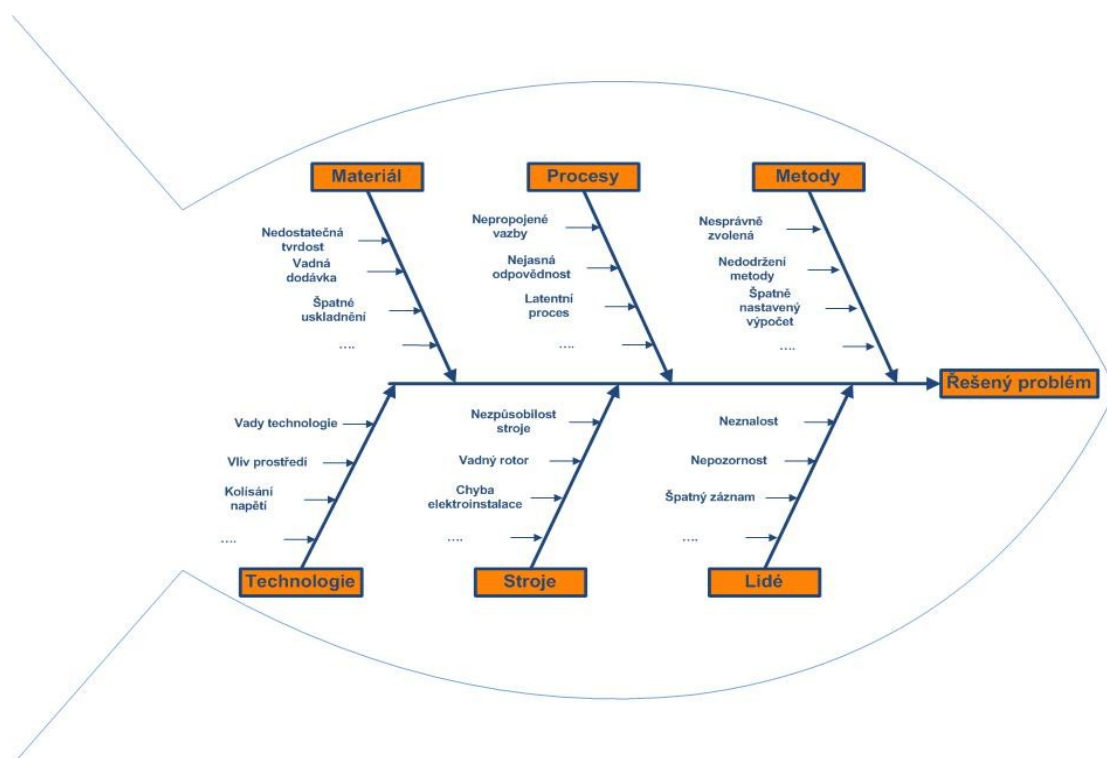 Materiál
Procesy
Metody
Nedostatečná
tvrdost
Vadná
dodávka
Špatné
uskladnění
....
Nepropojené
vazby
Nejasná
odpovědnost
Latentní
proces
....
Nesprávně
zvolená
Nedodržení
metody
Špatně
nastavený
výpočet
....
Řešený problém
Vady technologie
Vliv prostředí
Kolísání
napětí
....
Nezpůsobilost
stroje
Vadný rotor
Chyba
elektroinstalace
....
Neznalost
Nepozornost
Špatný záznam
....
Technologie
Stroje
Lidé